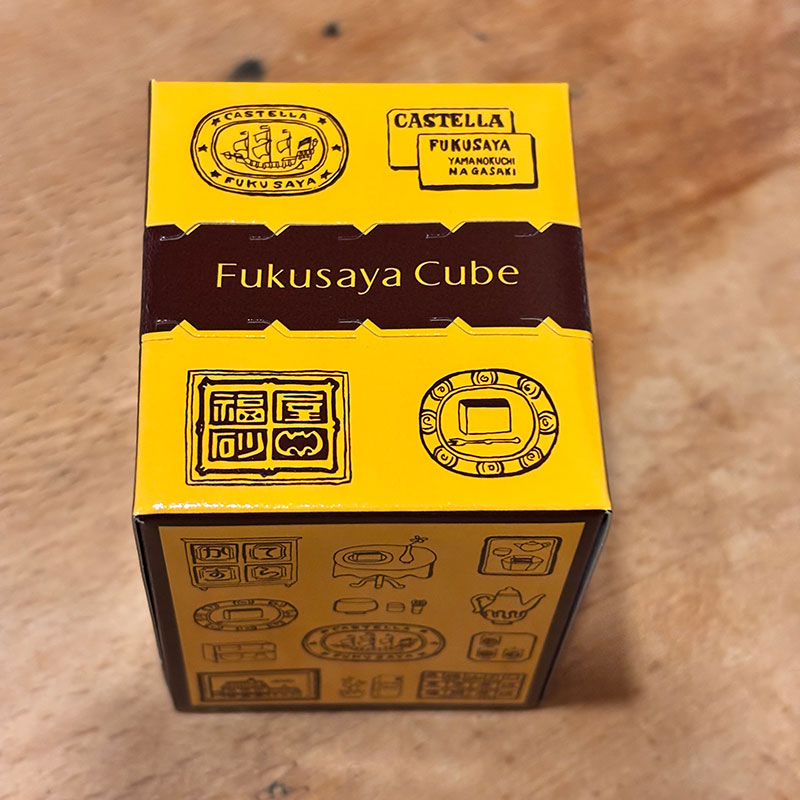 CASTELLA
FUKUSAYA
CASTELLA
FUKUSAYA
YAMANOKUCHI
NAGASAKI
Fukusaya Cube
福屋
砂
かて
すら
CASTELLA
FUKUSAYA